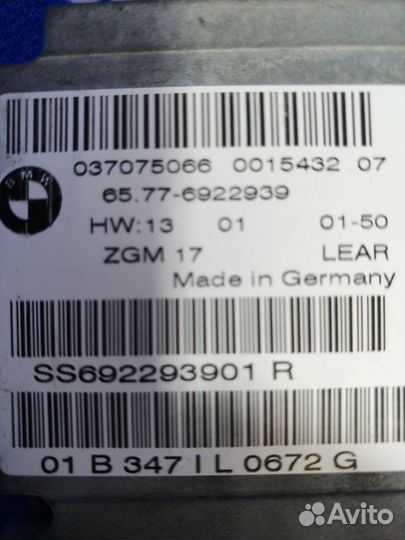 037075066 0015432 07
BMW
65.77-6922939
HW:13 01 01-50
ZGM 17 LEAR
Made in Germany
SS692293901 R
01 B 347 I L 0672 G
Avito